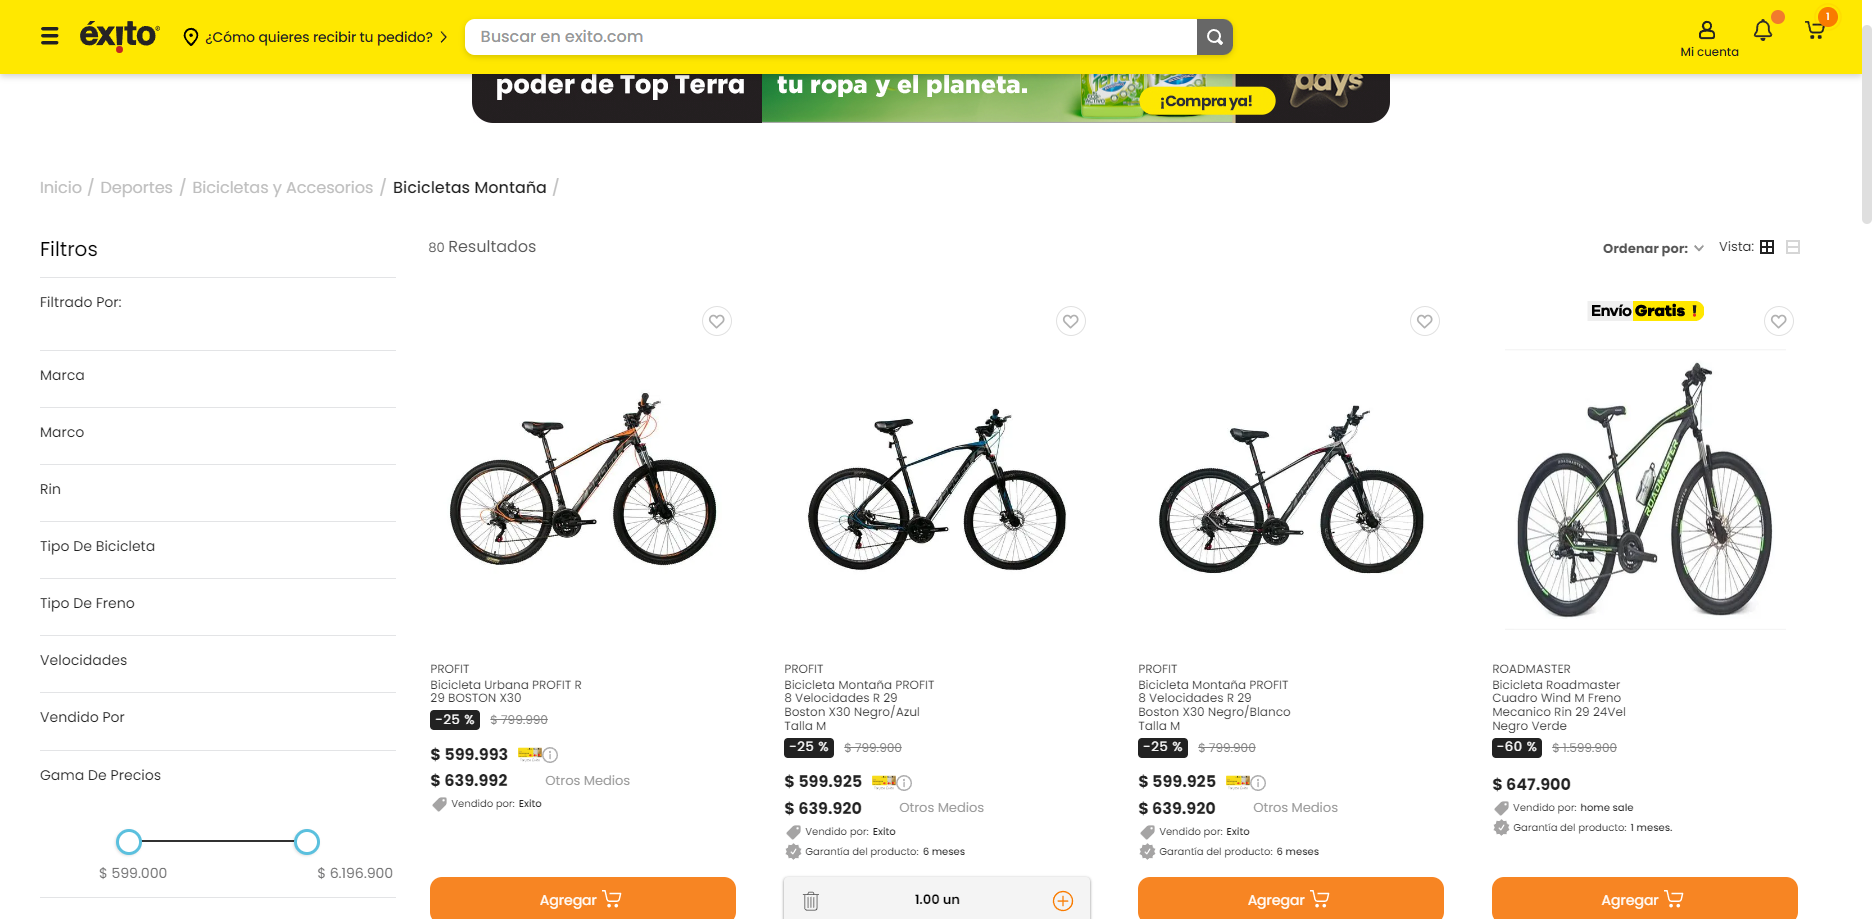 éxito
¿Cómo quieres recibir tu pedido?
Buscar en exito.com
Mi cuenta
1
poder de Top Terra
tu ropa y el planeta.
¡Compra ya!
days
Inicio / Deportes / Bicicletas y Accesorios / Bicicletas Montaña /
Filtros
80 Resultados
Ordenar por:
Vista:
Filtrado Por:
Marca
Marco
Rin
Tipo De Bicicleta
Tipo De Freno
Velocidades
Vendido Por
Gama De Precios
$ 599.000
$ 6.196.900
PROFIT
Bicicleta Urbana PROFIT R
29 BOSTON X30
-25 % $ 799.990
$ 599.993
$ 639.992 Otros Medios
Vendido por: Exito
Agregar
PROFIT
Bicicleta Montaña PROFIT
8 Velocidades R 29
Boston X30 Negro/Azul
Talla M
-25 % $ 799.900
$ 599.925
$ 639.920 Otros Medios
Vendido por: Exito
Garantía del producto: 6 meses
1.00 un
PROFIT
Bicicleta Montaña PROFIT
8 Velocidades R 29
Boston X30 Negro/Blanco
Talla M
-25 % $ 799.900
$ 599.925
$ 639.920 Otros Medios
Vendido por: Exito
Garantía del producto: 6 meses
Agregar
Envío Gratis !
ROADMASTER
ROADMASTER
Bicicleta Roadmaster
Cuadro Wind M Freno
Mecanico Rin 29 24Vel
Negro Verde
-60 % $ 1.599.900
$ 647.900
Vendido por: home sale
Garantía del producto: 1 meses.
Agregar